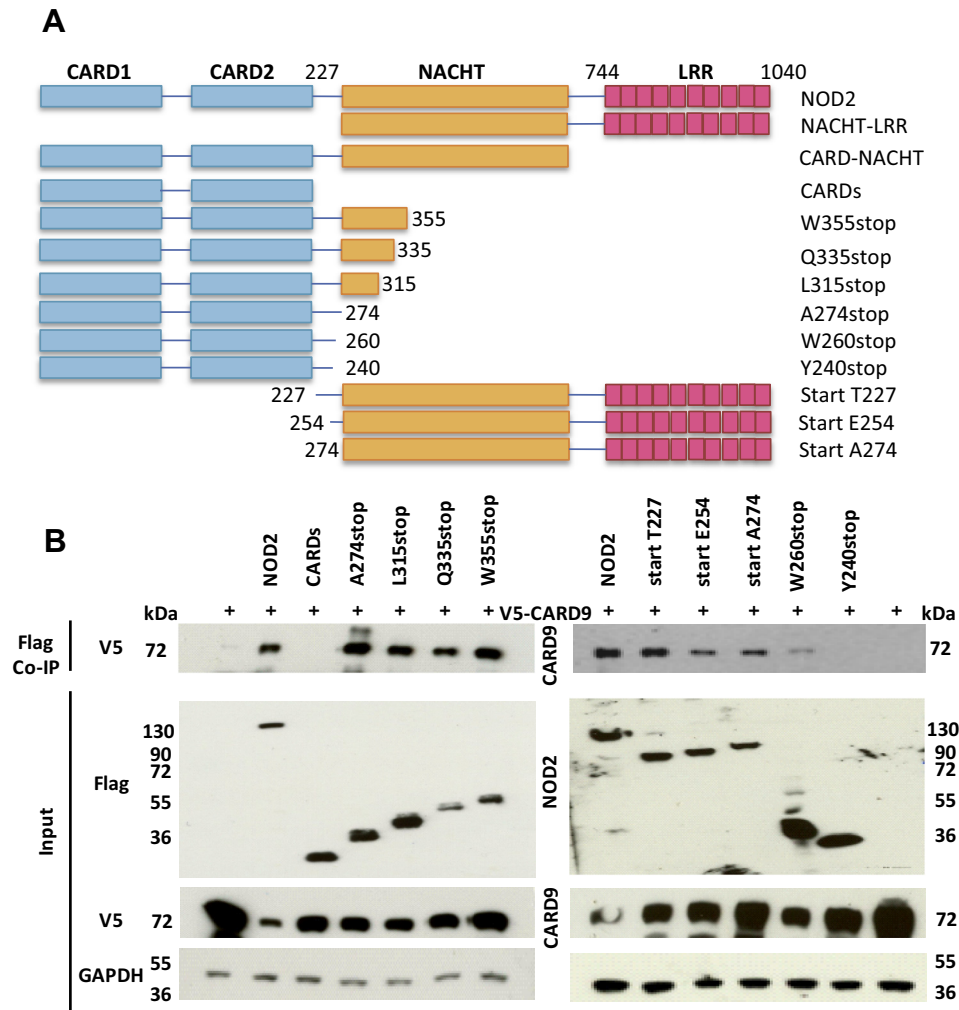 A
CARD1 CARD2 227 NACHT 744 LRR 1040
NOD2
NACHT-LRR
CARD-NACHT
CARDs
355 W355stop
335 Q335stop
315 L315stop
274 A274stop
260 W260stop
240 Y240stop
227 Start T227
254 Start E254
274 Start A274
B
NOD2 CARDs A274stop L315stop Q335stop W355stop
NOD2 start T227 start E254 start A274 W260stop Y240stop
kDa + + + + + + + V5-CARD9 + + + + + + + kDa
Flag Co-IP V5 72 CARD9 72
Input
Flag 130 90 72 55 36
NOD2 130 90 72 55 36
V5 72 CARD9 72
GAPDH 55 36 55 36